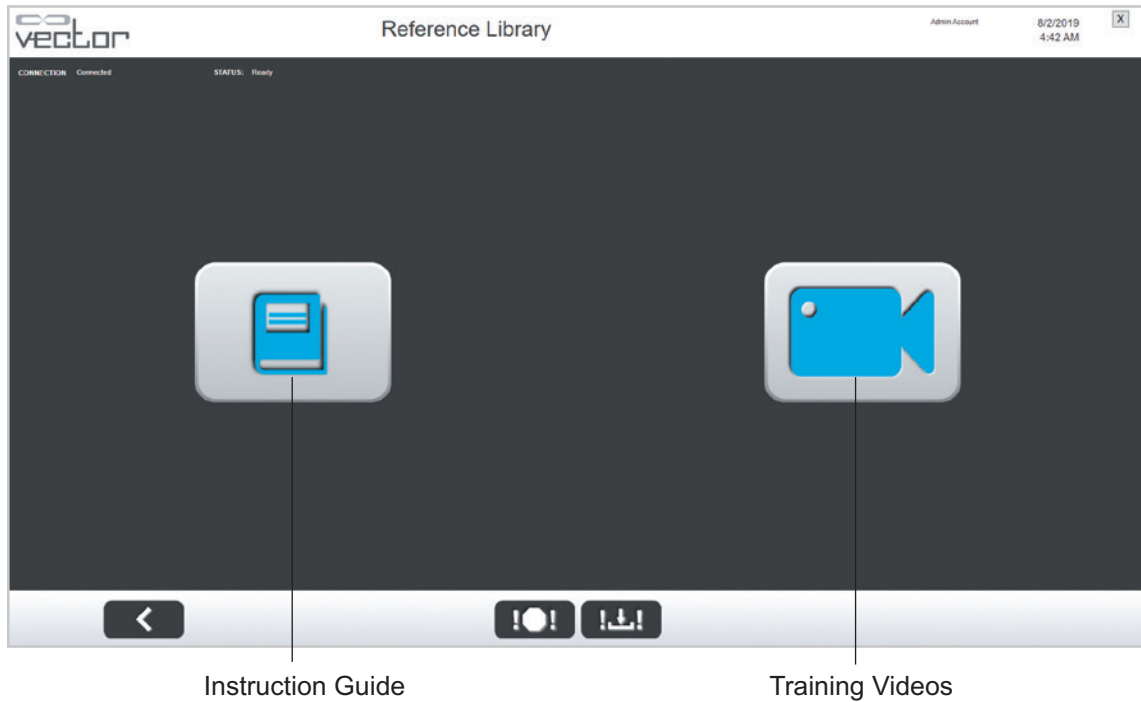 vector
Reference Library
Admin Account
8/2/2019
4:42 AM
X
CONNECTION Connected
STATUS: Ready
!⬣! !!
Instruction Guide
Training Videos